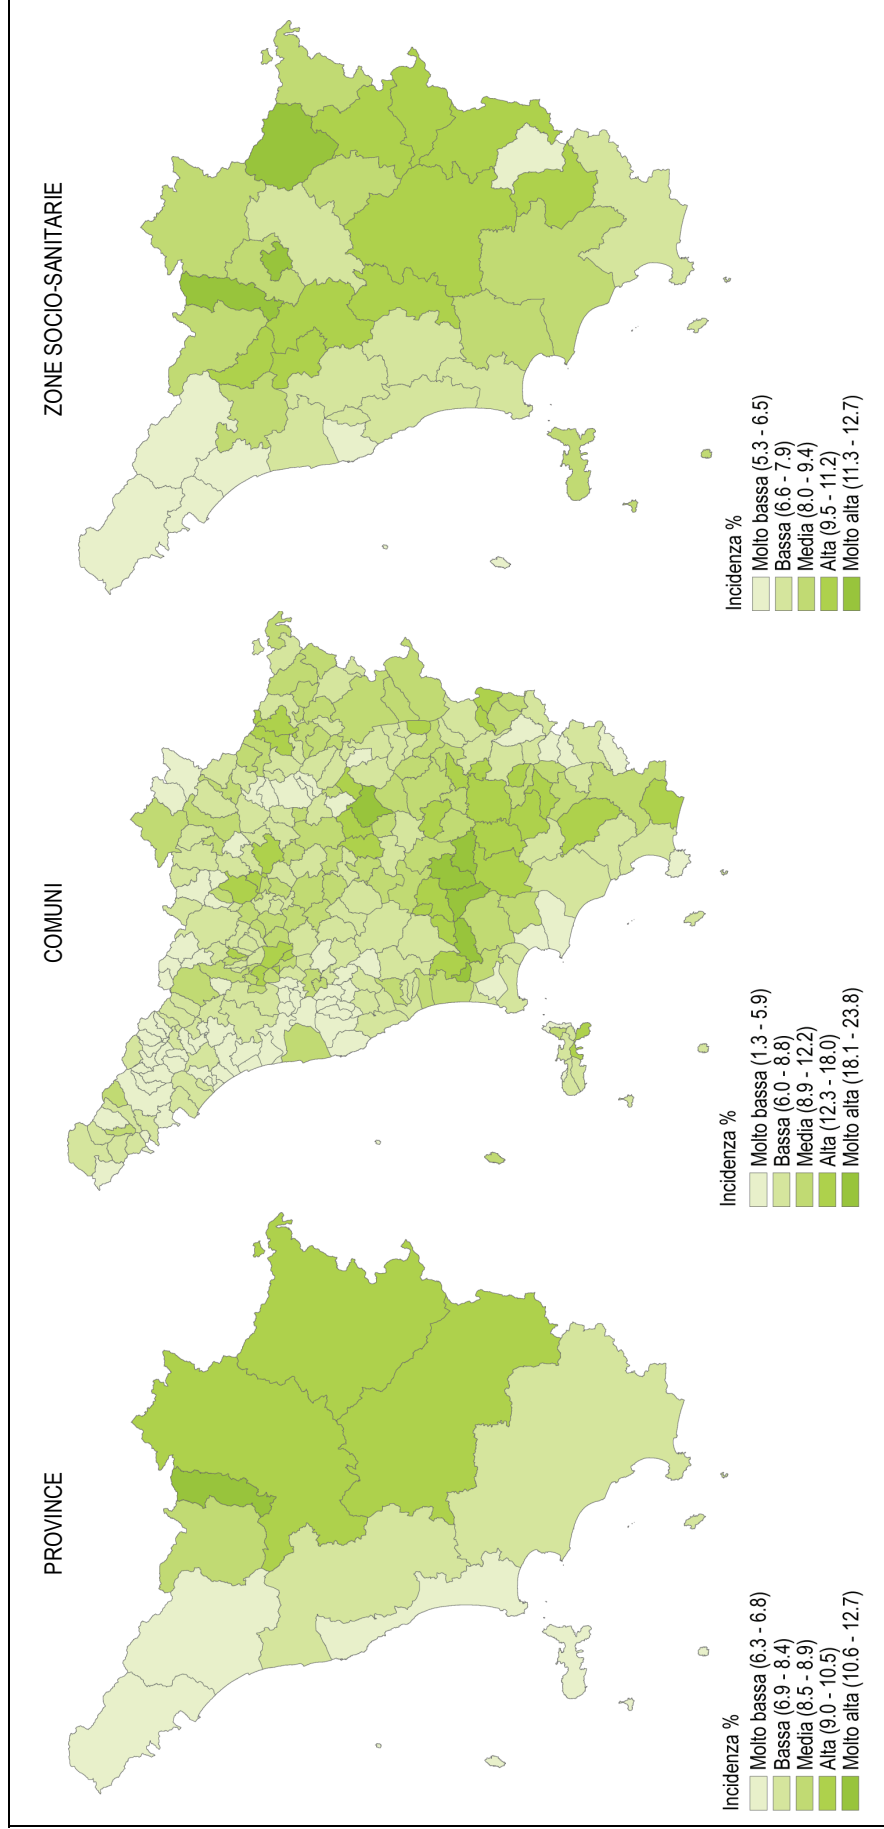 PROVINCE
Incidenza %
Molto bassa (6.3 - 6.8)
Bassa (6.9 - 8.4)
Media (8.5 - 8.9)
Alta (9.0 - 10.5)
Molto alta (10.6 - 12.7)
COMUNI
Incidenza %
Molto bassa (1.3 - 5.9)
Bassa (6.0 - 8.8)
Media (8.9 - 12.2)
Alta (12.3 - 18.0)
Molto alta (18.1 - 23.8)
ZONE SOCIO-SANITARIE
Incidenza %
Molto bassa (5.3 - 6.5)
Bassa (6.6 - 7.9)
Media (8.0 - 9.4)
Alta (9.5 - 11.2)
Molto alta (11.3 - 12.7)